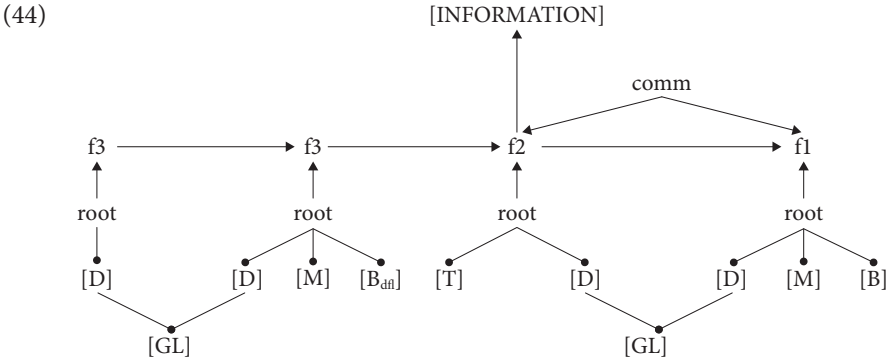 (44) [INFORMATION]
comm
f3 f3 f2 f1
root root root root
[D] [D] [M] [B_dfl] [T] [D] [D] [M] [B]
[GL] [GL]